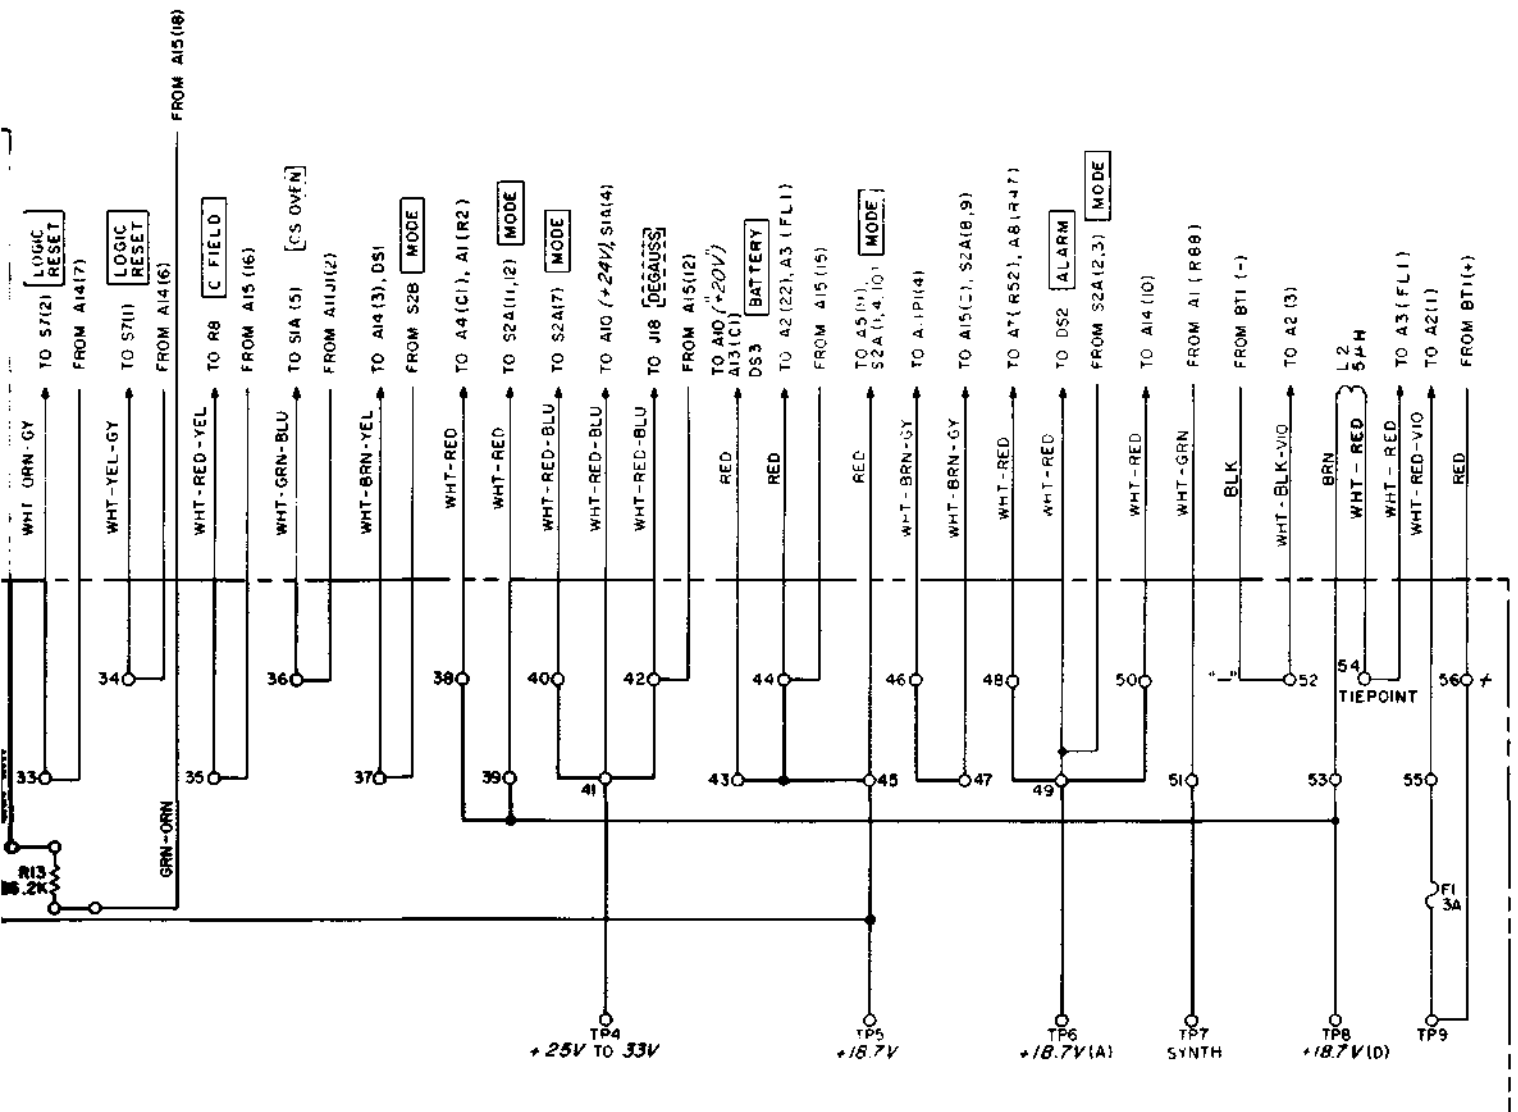 FROM A15(18)
LOGIC
RESET
TO S7(2)
FROM A14(7)
LOGIC
RESET
TO S7(1)
FROM A14(6)
C FIELD
TO R8
FROM A15(16)
CS OVEN
TO S1A (5)
FROM A11J1(2)
TO A14(3), DS1
MODE
FROM S2B
TO A4(C1), A1(R2)
MODE
TO S2A(11,12)
MODE
TO S2A(7)
TO A10 (+24V), S1A(4)
DEGAUSS
TO J18
FROM A15(12)
TO A10 ("+20V")
A13(C1)
DS3
BATTERY
TO A2(22), A3(FL1)
FROM A15(15)
MODE
TO A5(
S2A(1,4,10)
TO P1(4)
TO A15( ), S2A(8,9)
TO A7(R52), A8(R47)
ALARM
TO DS2
MODE
FROM S2A(2,3)
TO A14(10)
FROM A1(R88)
FROM BT1(-)
TO A2(3)
L2
5μH
TO A3(FL1)
TO A2(1)
FROM BT1(+)
WHT ORN-GY
WHT-YEL-GY
WHT-RED-YEL
WHT-GRN-BLU
WHT-BRN-YEL
WHT-RED
WHT-RED
WHT-RED-BLU
WHT-RED-BLU
WHT-RED-BLU
RED
RED
RED
WHT-BRN-GY
WHT-BRN-GY
WHT-RED
WHT-RED
WHT-RED
WHT-GRN
BLK
WHT-BLK-VIO
BRN
WHT-RED
WHT-RED
WHT-RED-VIO
RED
34
36
38
40
42
44
46
48
50
"-"
52
54
TIEPOINT
56
+
33
35
37
39
41
43
45
47
49
51
53
55
GRN-ORN
R13
6.2K
F1
3A
TP4
+25V TO 33V
TP5
+18.7V
TP6
+18.7V(A)
TP7
SYNTH
TP8
+18.7V(D)
TP9